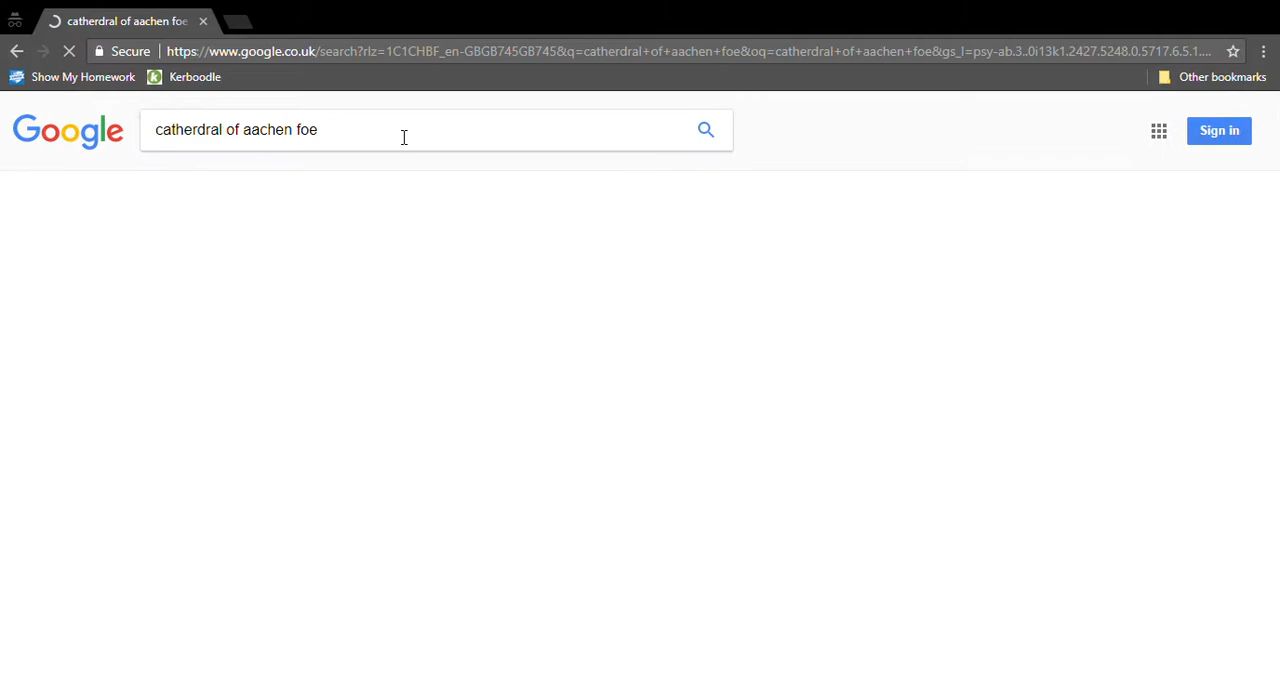 catherdral of aachen foe
Secure https://www.google.co.uk/search?rlz=1C1CHBF_en-GBGB745GB745&q=catherdral+of+aachen+foe&oq=catherdral+of+aachen+foe&gs_l=psy-ab.3..0i13k1.2427.5248.0.5717.6.5.1....
Show My Homework Kerboodle Other bookmarks
Google catherdral of aachen foe Sign in